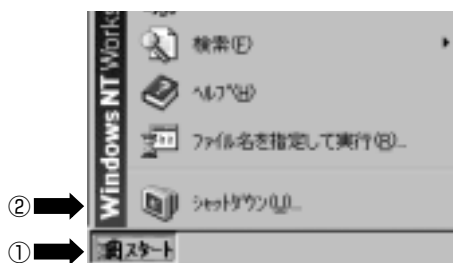 Windows NT Works
検索(F)
ヘルプ(H)
ファイル名を指定して実行(R)...
② シャットダウン(U)...
① スタート